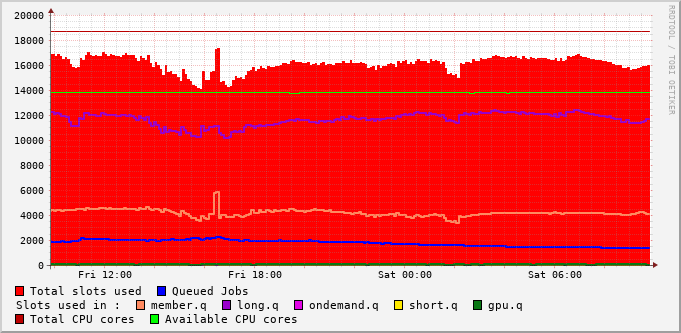 20000
18000
16000
14000
12000
10000
8000
6000
4000
2000
0
Fri 12:00 Fri 18:00 Sat 00:00 Sat 06:00
Total slots used Queued Jobs
Slots used in : member.q long.q ondemand.q short.q gpu.q
Total CPU cores Available CPU cores
RRDTOOL / TOBI OETIKER